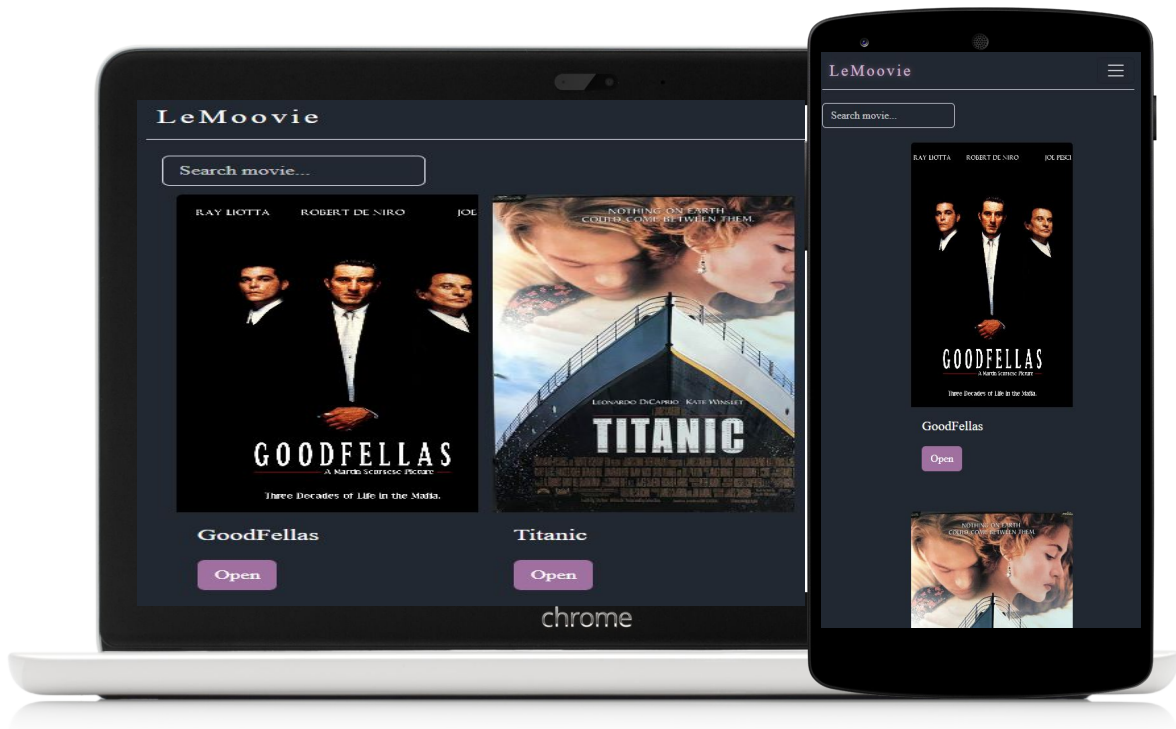 LeMoovie
Search movie...
RAY LIOTTA ROBERT DE NIRO JOE
GOODFELLAS
A Martin Scorsese Picture
Three Decades of Life in the Mafia.
GoodFellas
Open
NOTHING ON EARTH
COULD COME BETWEEN THEM.
LEONARDO DICAPRIO KATE WINSLET
TITANIC
Titanic
Open
chrome
LeMoovie
Search movie...
RAY LIOTTA ROBERT DE NIRO JOE PESCI
GOODFELLAS
A Martin Scorsese Picture
Three Decades of Life in the Mafia.
GoodFellas
Open
NOTHING ON EARTH
COULD COME BETWEEN THEM.